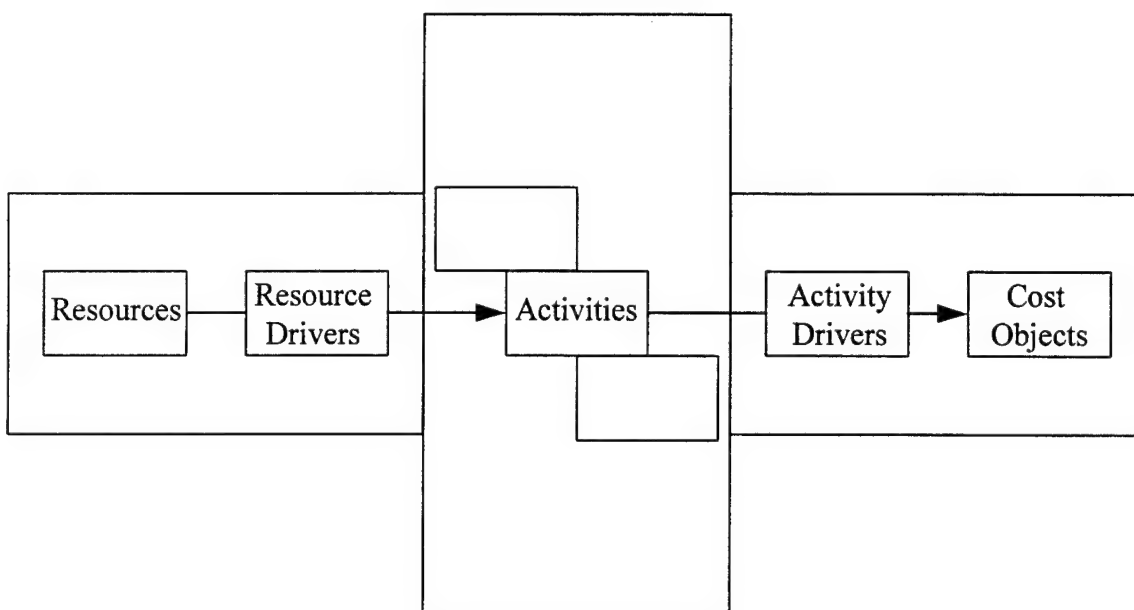 Resources
Resource
Drivers
Activities
Activity
Drivers
Cost
Objects